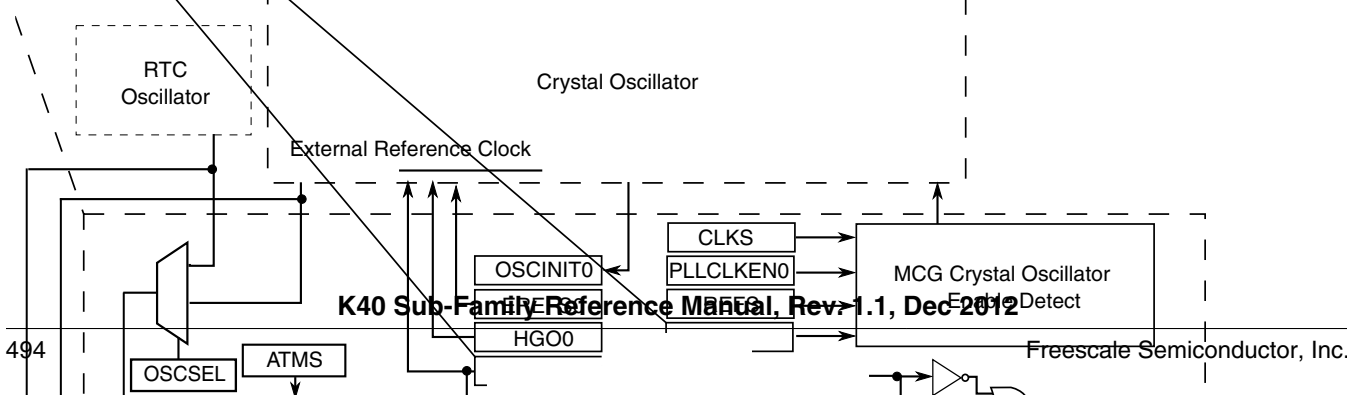 RTC
Oscillator
Crystal Oscillator
External Reference Clock
CLKS
OSCINIT0
PLLCLKEN0
MCG Crystal Oscillator
Enable Detect
K40 Sub-Family Reference Manual, Rev. 1.1, Dec 2012
HGO0
494
Freescale Semiconductor, Inc.
ATMS
OSCSEL